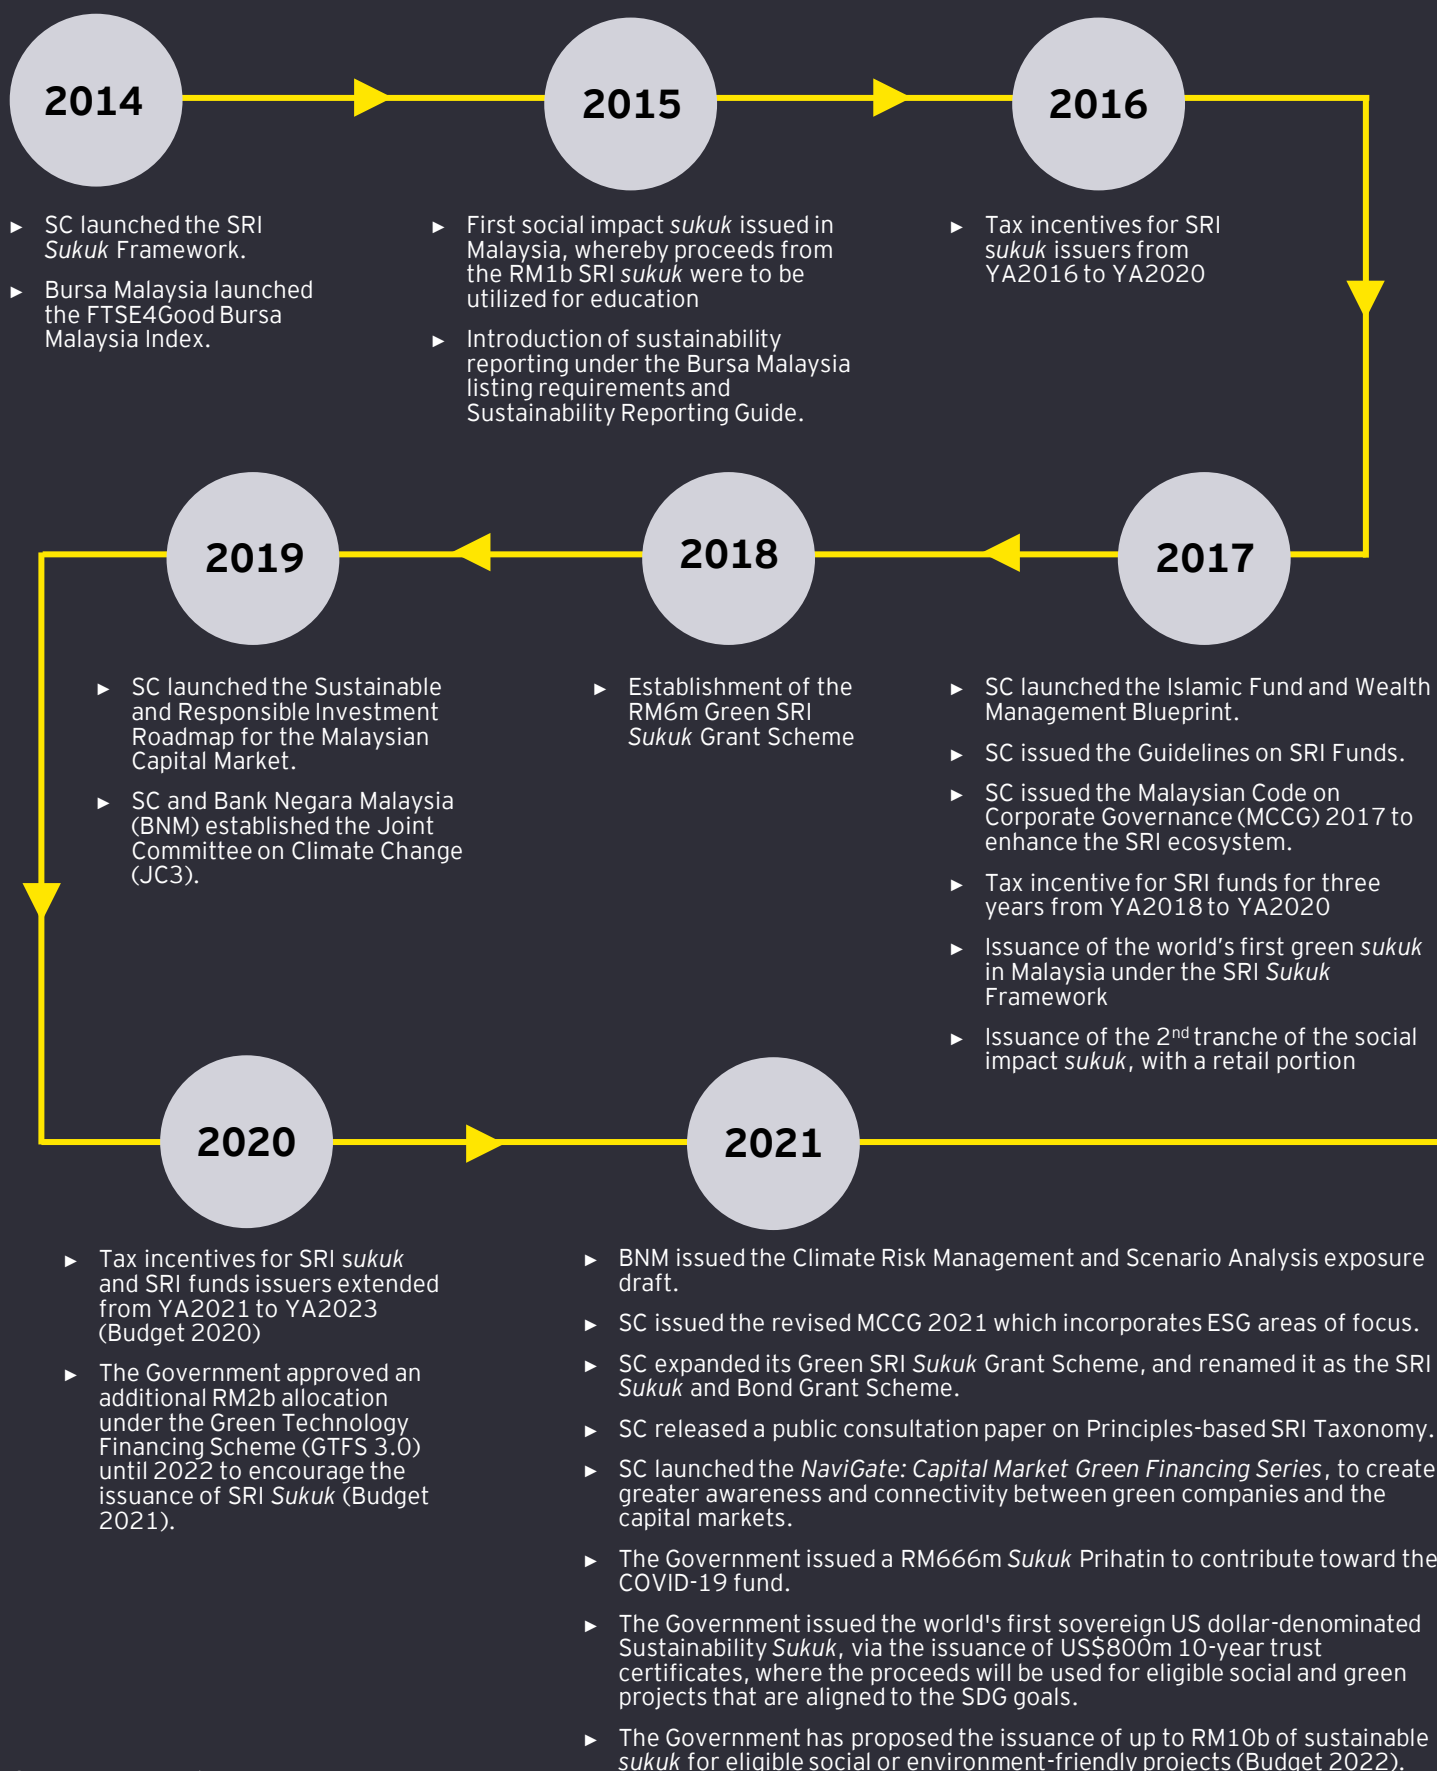 2014
► SC launched the SRI
Sukuk Framework.
► Bursa Malaysia launched
the FTSE4Good Bursa
Malaysia Index.
2015
► First social impact sukuk issued in
Malaysia, whereby proceeds from
the RM1b SRI sukuk were to be
utilized for education
► Introduction of sustainability
reporting under the Bursa Malaysia
listing requirements and
Sustainability Reporting Guide.
2016
► Tax incentives for SRI
sukuk issuers from
YA2016 to YA2020
2017
► SC launched the Islamic Fund and Wealth
Management Blueprint.
► SC issued the Guidelines on SRI Funds.
► SC issued the Malaysian Code on
Corporate Governance (MCCG) 2017 to
enhance the SRI ecosystem.
► Tax incentive for SRI funds for three
years from YA2018 to YA2020
► Issuance of the world’s first green sukuk
in Malaysia under the SRI Sukuk
Framework
► Issuance of the 2nd tranche of the social
impact sukuk, with a retail portion
2018
► Establishment of the
RM6m Green SRI
Sukuk Grant Scheme
2019
► SC launched the Sustainable
and Responsible Investment
Roadmap for the Malaysian
Capital Market.
► SC and Bank Negara Malaysia
(BNM) established the Joint
Committee on Climate Change
(JC3).
2020
► Tax incentives for SRI sukuk
and SRI funds issuers extended
from YA2021 to YA2023
(Budget 2020)
► The Government approved an
additional RM2b allocation
under the Green Technology
Financing Scheme (GTFS 3.0)
until 2022 to encourage the
issuance of SRI Sukuk (Budget
2021).
2021
► BNM issued the Climate Risk Management and Scenario Analysis exposure
draft.
► SC issued the revised MCCG 2021 which incorporates ESG areas of focus.
► SC expanded its Green SRI Sukuk Grant Scheme, and renamed it as the SRI
Sukuk and Bond Grant Scheme.
► SC released a public consultation paper on Principles-based SRI Taxonomy.
► SC launched the NaviGate: Capital Market Green Financing Series, to create
greater awareness and connectivity between green companies and the
capital markets.
► The Government issued a RM666m Sukuk Prihatin to contribute toward the
COVID-19 fund.
► The Government issued the world's first sovereign US dollar-denominated
Sustainability Sukuk, via the issuance of US$800m 10-year trust
certificates, where the proceeds will be used for eligible social and green
projects that are aligned to the SDG goals.
► The Government has proposed the issuance of up to RM10b of sustainable
sukuk for eligible social or environment-friendly projects (Budget 2022).